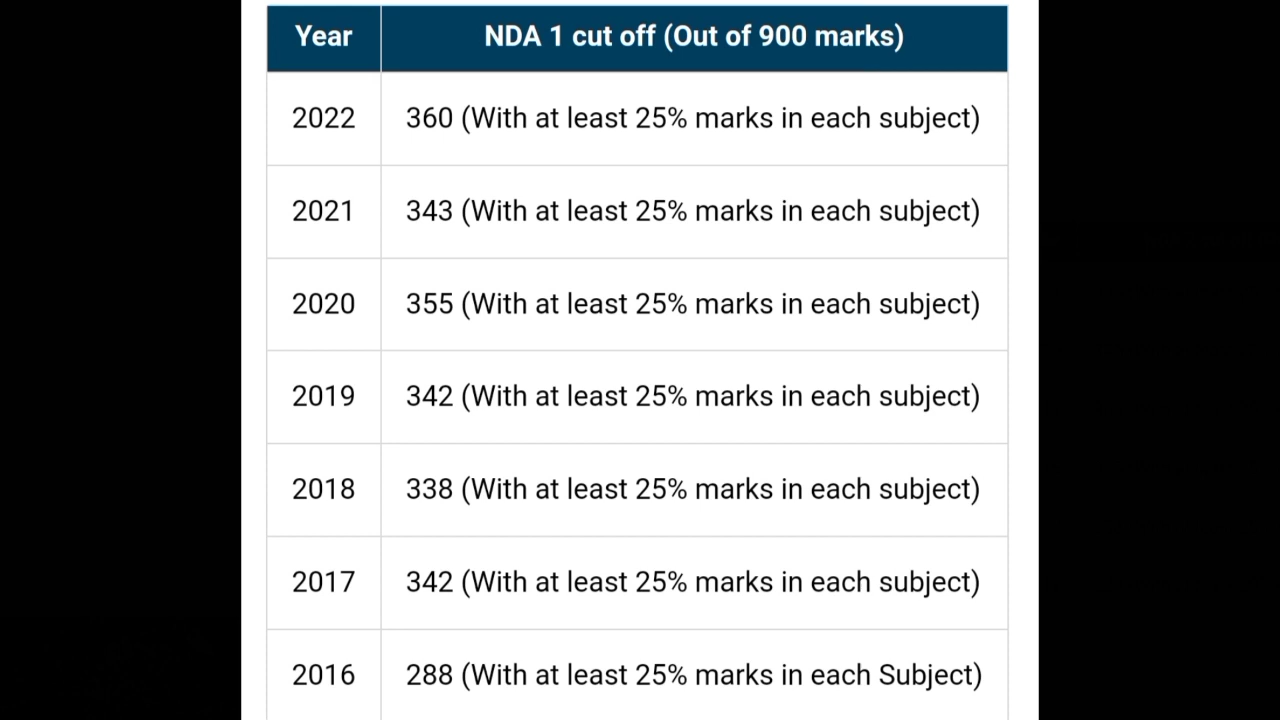 Year NDA 1 cut off (Out of 900 marks)
2022 360 (With at least 25% marks in each subject)
2021 343 (With at least 25% marks in each subject)
2020 355 (With at least 25% marks in each subject)
2019 342 (With at least 25% marks in each subject)
2018 338 (With at least 25% marks in each subject)
2017 342 (With at least 25% marks in each subject)
2016 288 (With at least 25% marks in each Subject)